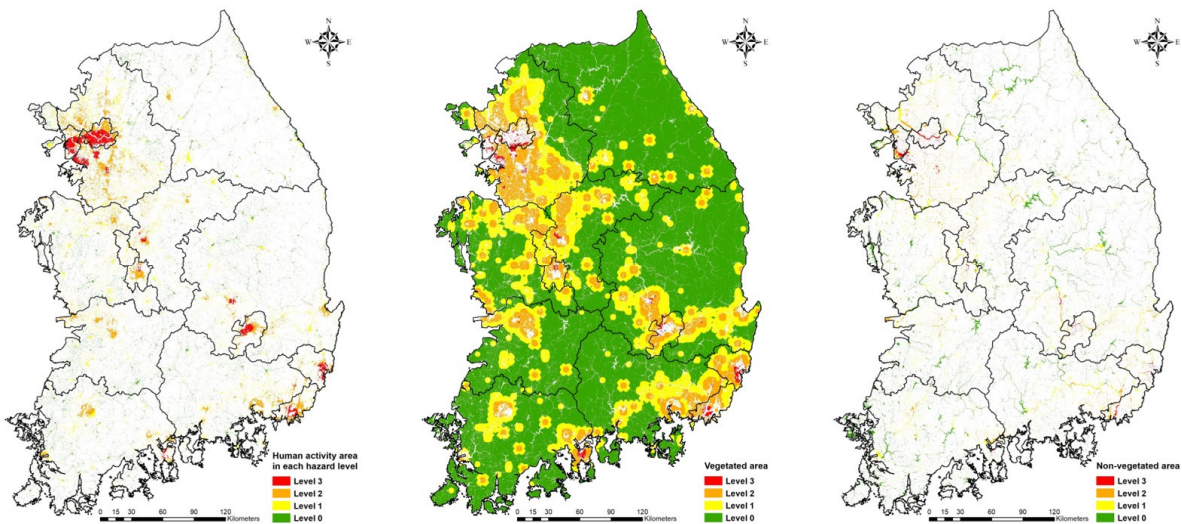 N
W E
S
Human activity area
in each hazard level
Level 3
Level 2
Level 1
Level 0
0 15 30 60 90 120
Kilometers
N
W E
S
Vegetated area
Level 3
Level 2
Level 1
Level 0
0 15 30 60 90 120
Kilometers
N
W E
S
Non-vegetated area
Level 3
Level 2
Level 1
Level 0
0 15 30 60 90 120
Kilometers